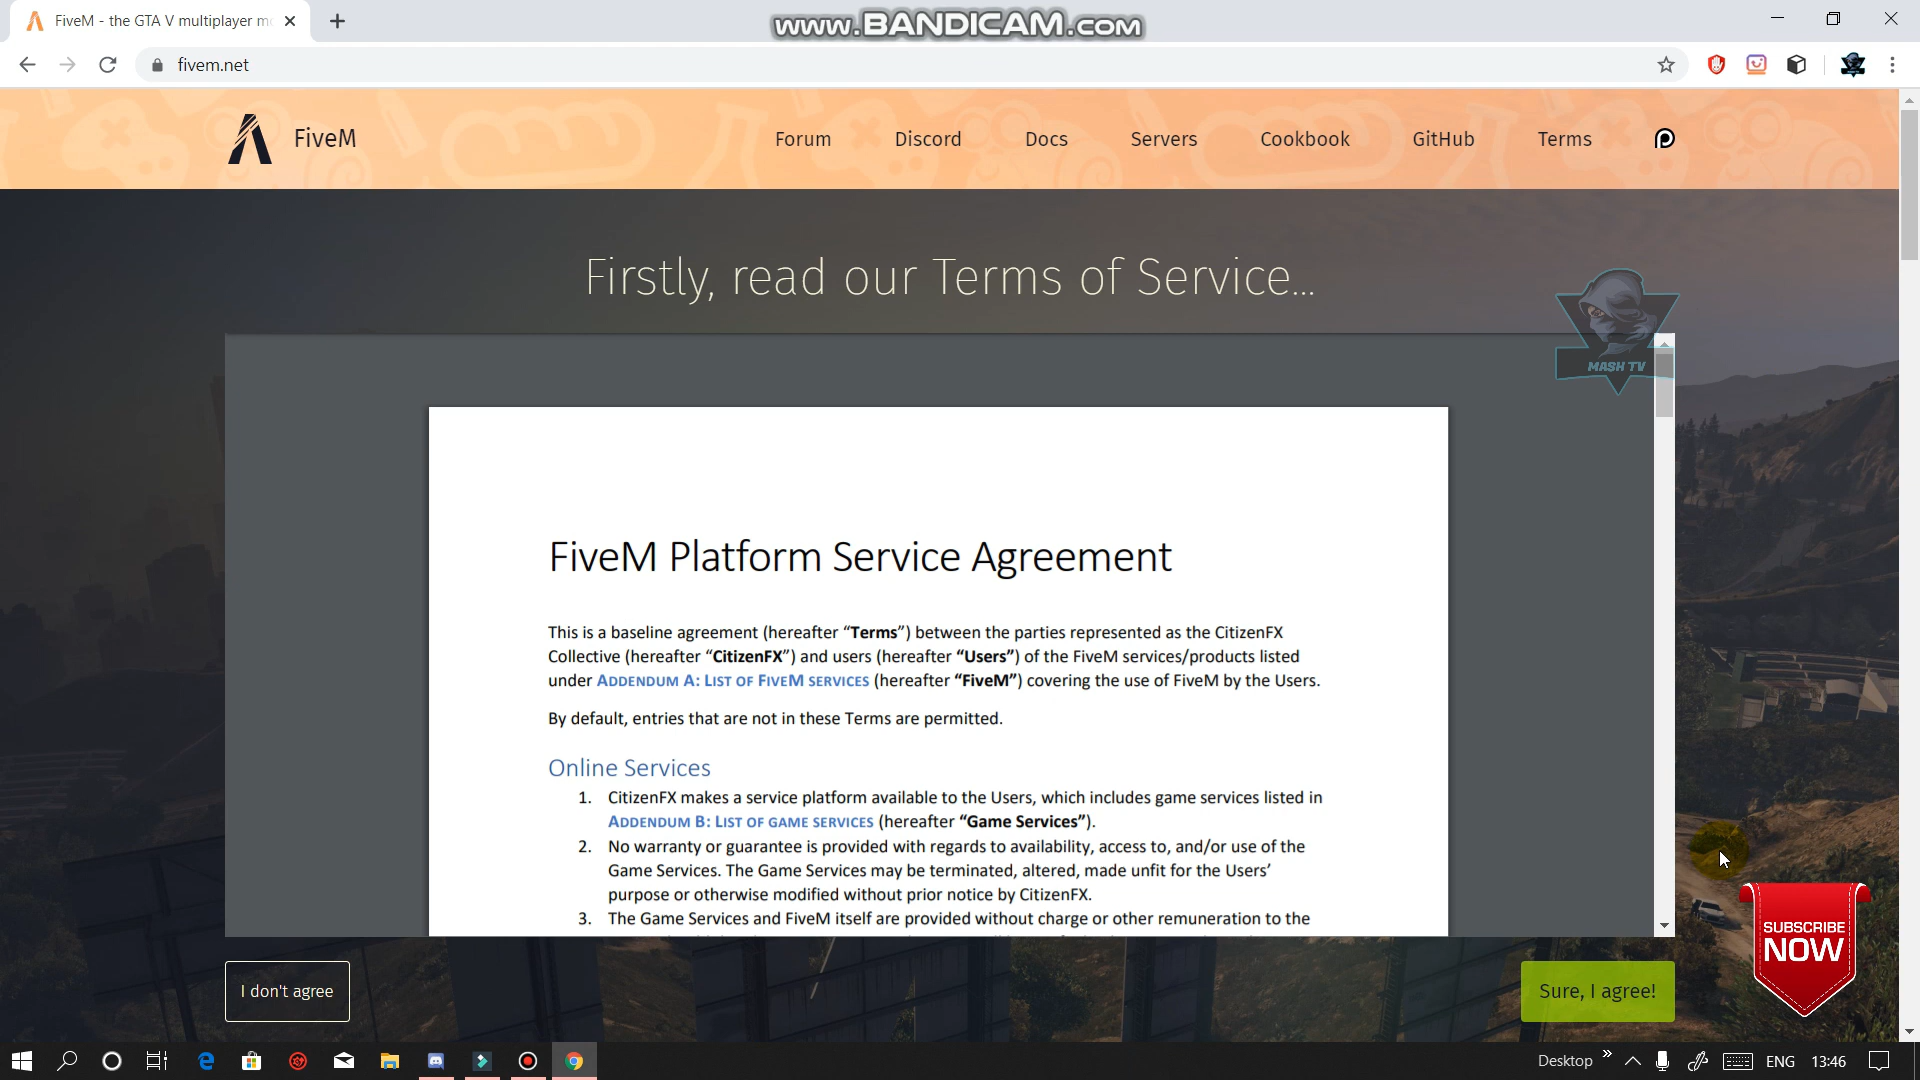 FiveM - the GTA V multiplayer mo
www.BANDICAM.com
fivem.net
FiveM
Forum
Discord
Docs
Servers
Cookbook
GitHub
Terms
Firstly, read our Terms of Service...
MASH TV
FiveM Platform Service Agreement
This is a baseline agreement (hereafter “Terms”) between the parties represented as the CitizenFX
Collective (hereafter “CitizenFX”) and users (hereafter “Users”) of the FiveM services/products listed
under ADDENDUM A: LIST OF FIVEM SERVICES (hereafter “FiveM”) covering the use of FiveM by the Users.
By default, entries that are not in these Terms are permitted.
Online Services
1. CitizenFX makes a service platform available to the Users, which includes game services listed in
ADDENDUM B: LIST OF GAME SERVICES (hereafter “Game Services”).
2. No warranty or guarantee is provided with regards to availability, access to, and/or use of the
Game Services. The Game Services may be terminated, altered, made unfit for the Users’
purpose or otherwise modified without prior notice by CitizenFX.
3. The Game Services and FiveM itself are provided without charge or other remuneration to the
I don't agree
Sure, I agree!
SUBSCRIBE
NOW
Desktop
ENG
13:46